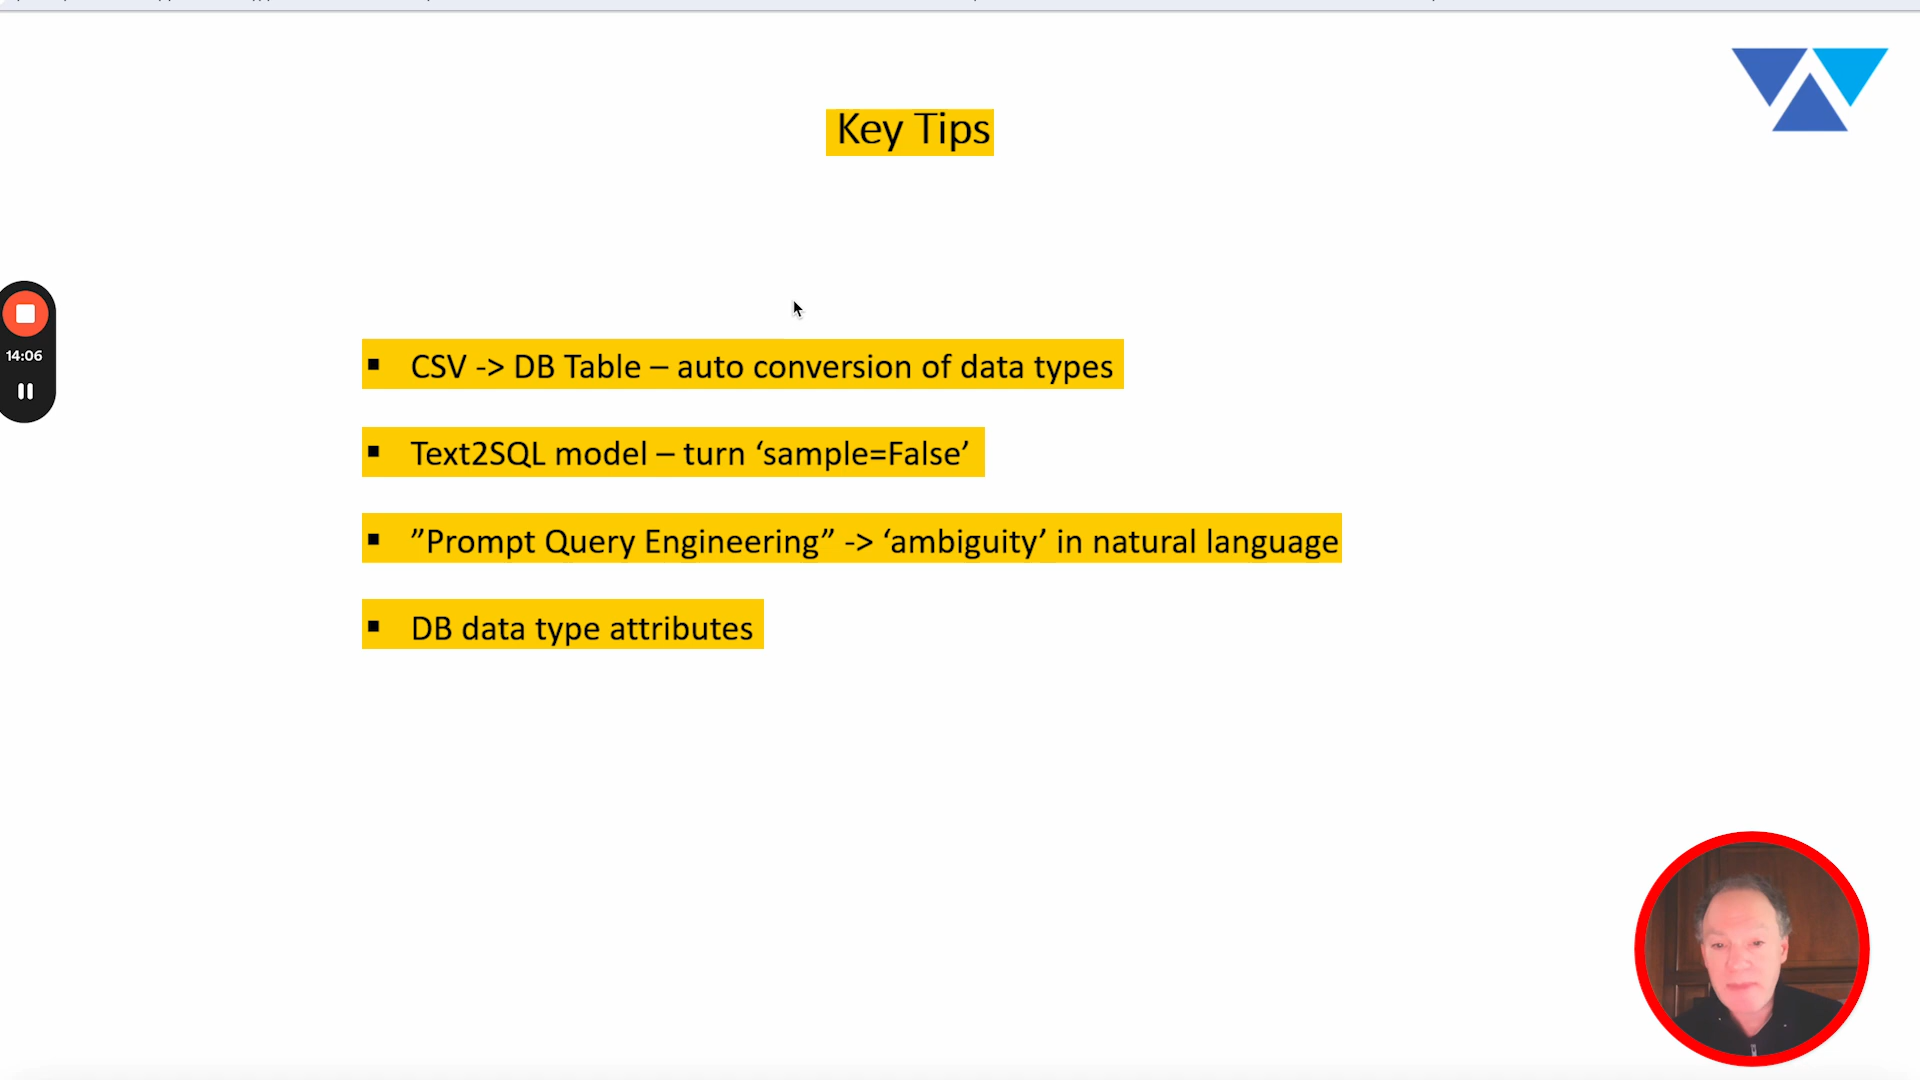 Key Tips
14:06
▪ CSV -> DB Table – auto conversion of data types
▪ Text2SQL model – turn ‘sample=False’
▪ ”Prompt Query Engineering” -> ‘ambiguity’ in natural language
▪ DB data type attributes